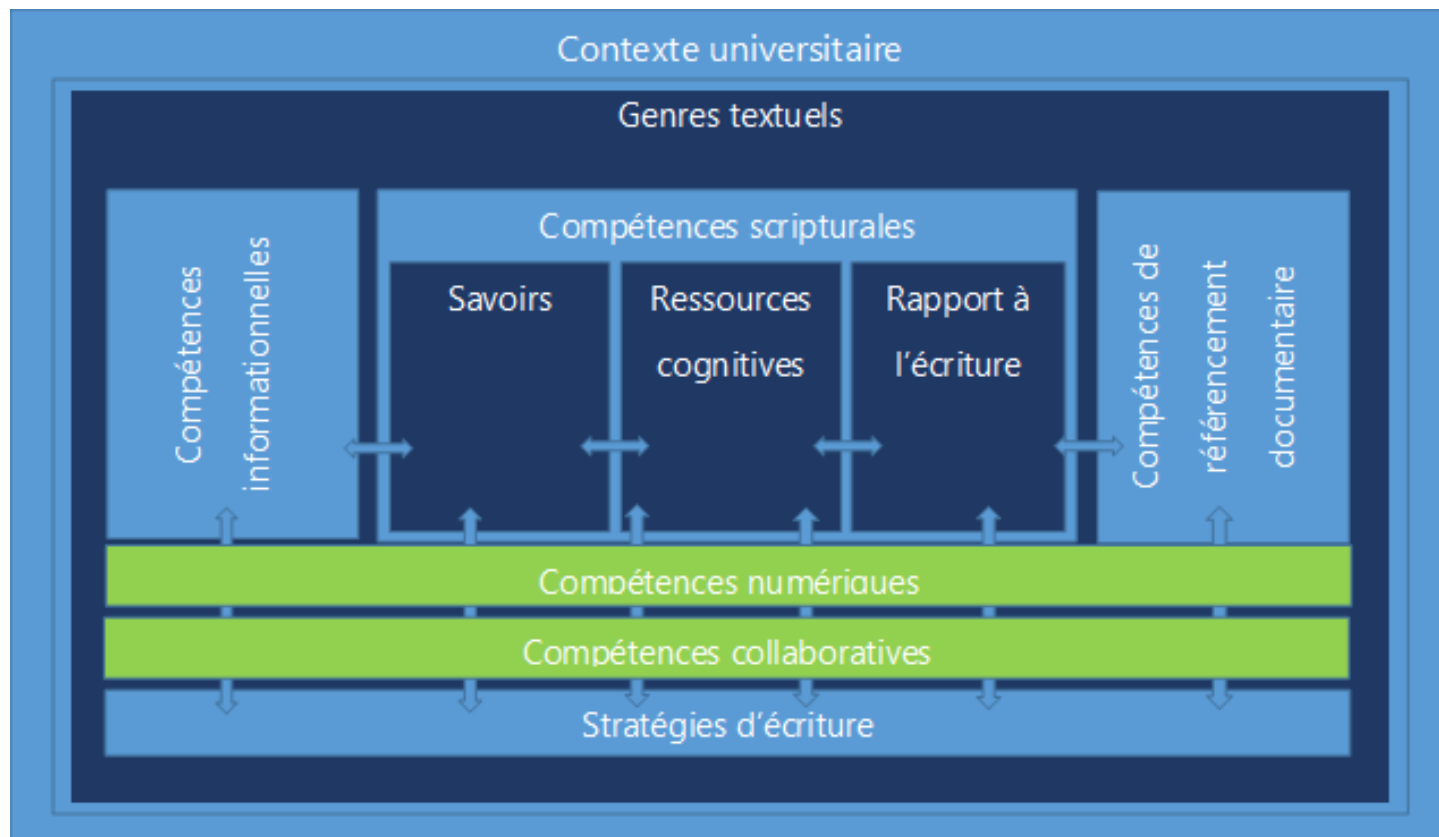 Contexte universitaire
Genres textuels
Compétences
informationnelles
Compétences scripturales
Savoirs
Ressources
cognitives
Rapport à
l'écriture
Compétences de
référencement
documentaire
Compétences numériques
Compétences collaboratives
Stratégies d'écriture